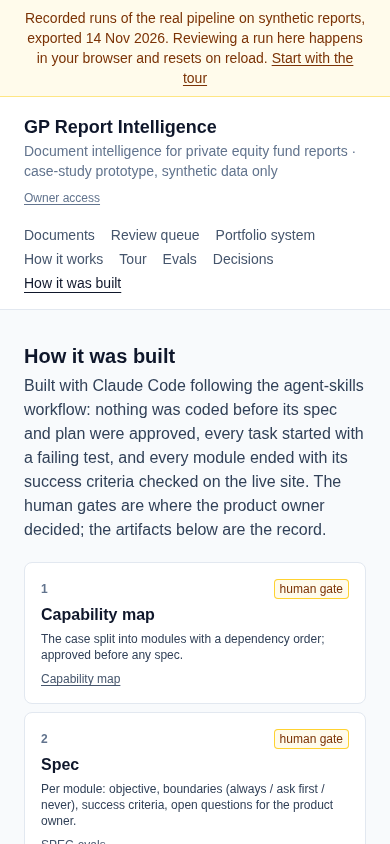 Recorded runs of the real pipeline on synthetic reports,
exported 14 Nov 2026. Reviewing a run here happens
in your browser and resets on reload. Start with the
tour
GP Report Intelligence
Document intelligence for private equity fund reports ·
case-study prototype, synthetic data only
Owner access
Documents Review queue Portfolio system
How it works Tour Evals Decisions
How it was built
How it was built
Built with Claude Code following the agent-skills
workflow: nothing was coded before its spec
and plan were approved, every task started with
a failing test, and every module ended with its
success criteria checked on the live site. The
human gates are where the product owner
decided; the artifacts below are the record.
1 human gate
Capability map
The case split into modules with a dependency order;
approved before any spec.
Capability map
2 human gate
Spec
Per module: objective, boundaries (always / ask first /
never), success criteria, open questions for the product
owner.
SPEC-evals